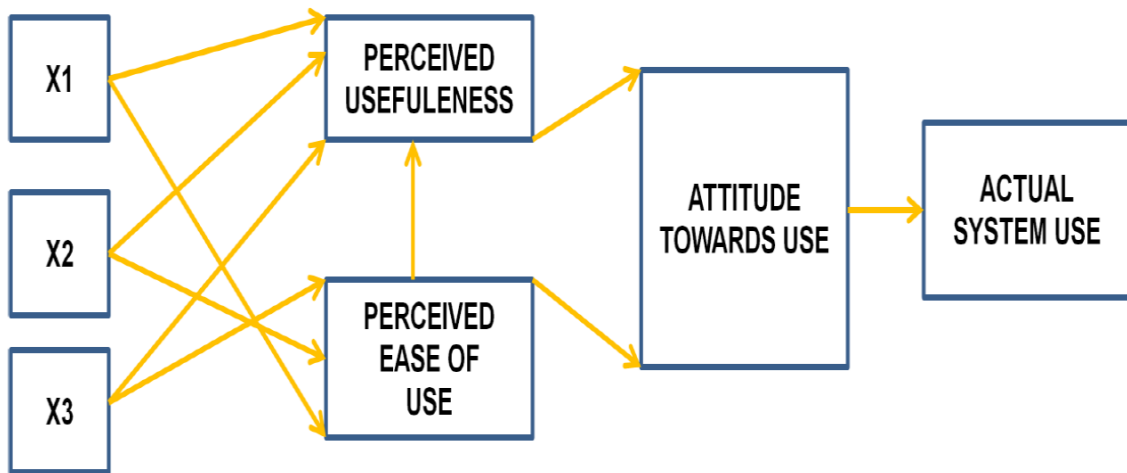 X1
X2
X3
PERCEIVED
USEFULENESS
PERCEIVED
EASE OF
USE
ATTITUDE
TOWARDS USE
ACTUAL
SYSTEM USE